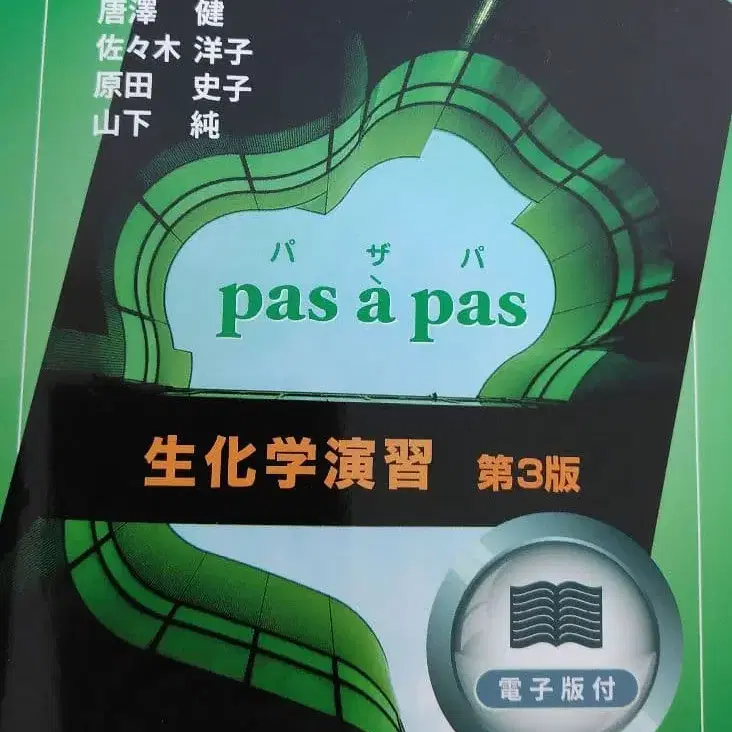 唐澤 健
佐々木 洋子
原田 史子
山下 純
パ ザ パ
pas à pas
生化学演習 第3版
電子版付